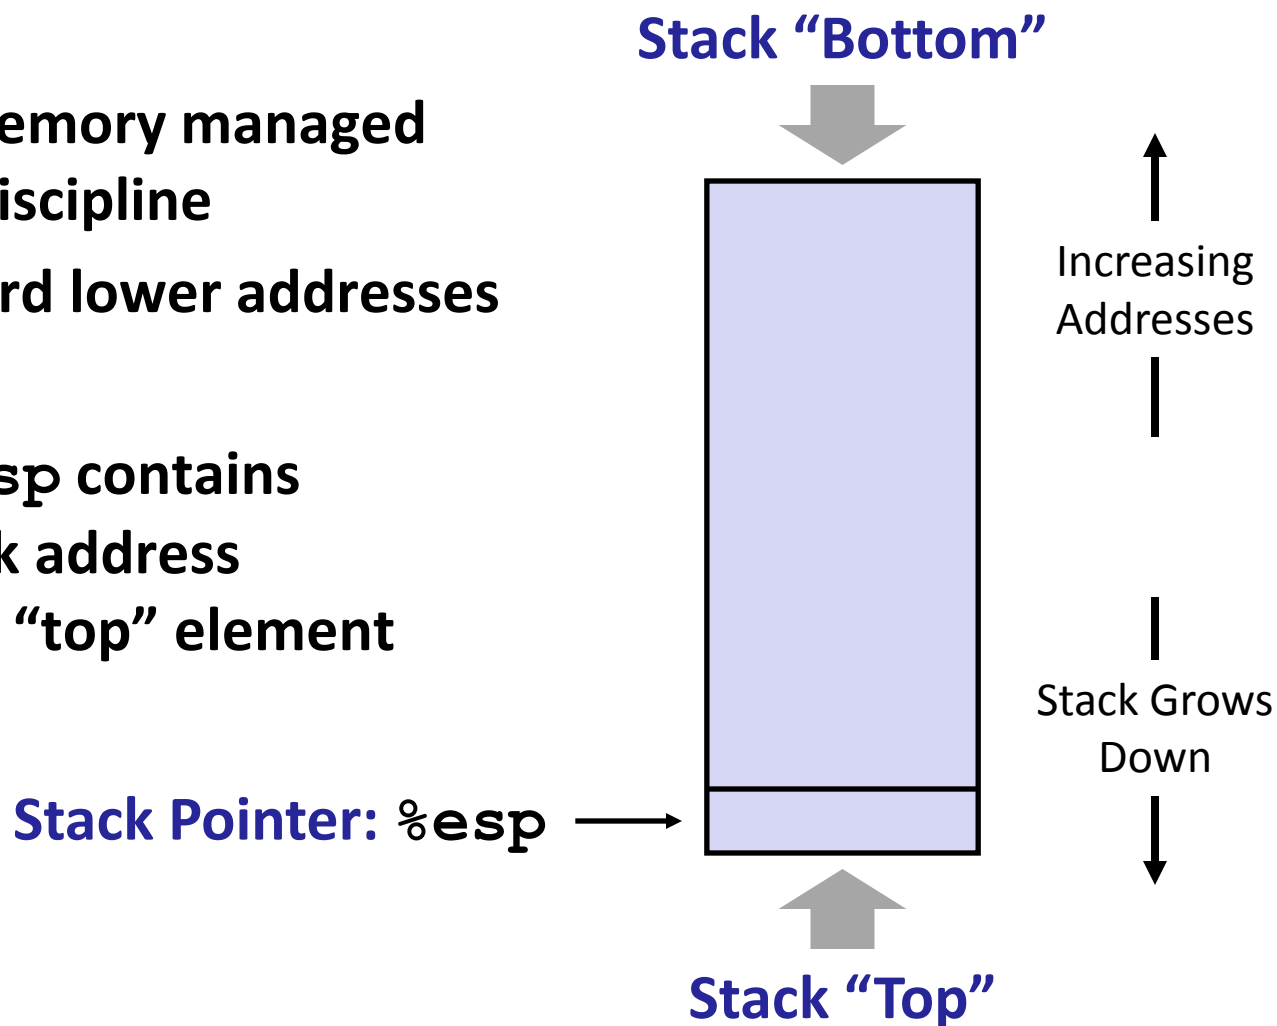 Stack “Bottom”
emory managed
iscipline
rd lower addresses
Increasing
Addresses
sp contains
k address
“top” element
Stack Grows
Down
Stack Pointer: %esp
Stack “Top”